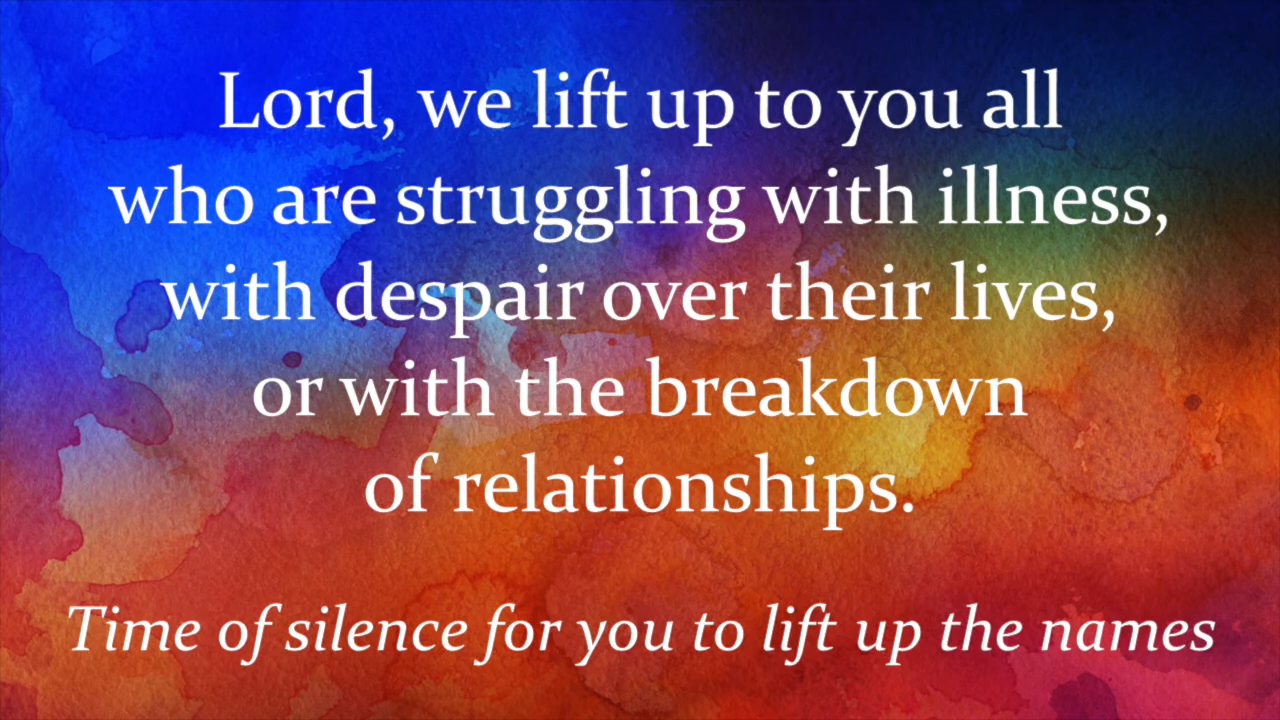 Lord, we lift up to you all
who are struggling with illness,
with despair over their lives,
or with the breakdown
of relationships.
Time of silence for you to lift up the names